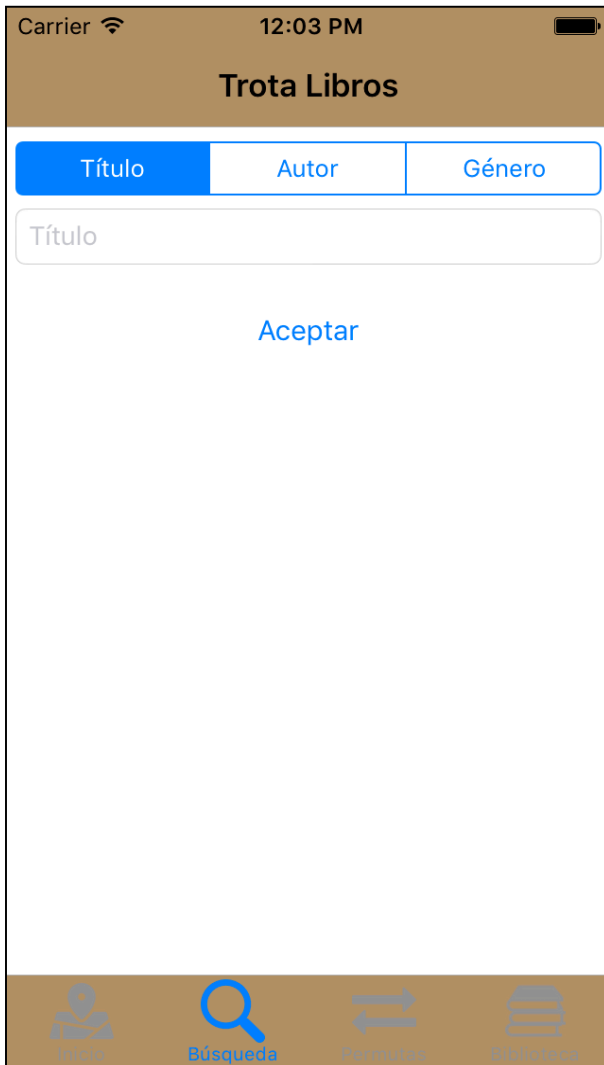 Carrier 12:03 PM
Trota Libros
Título Autor Género
Título
Aceptar
Inicio Búsqueda Permutas Biblioteca